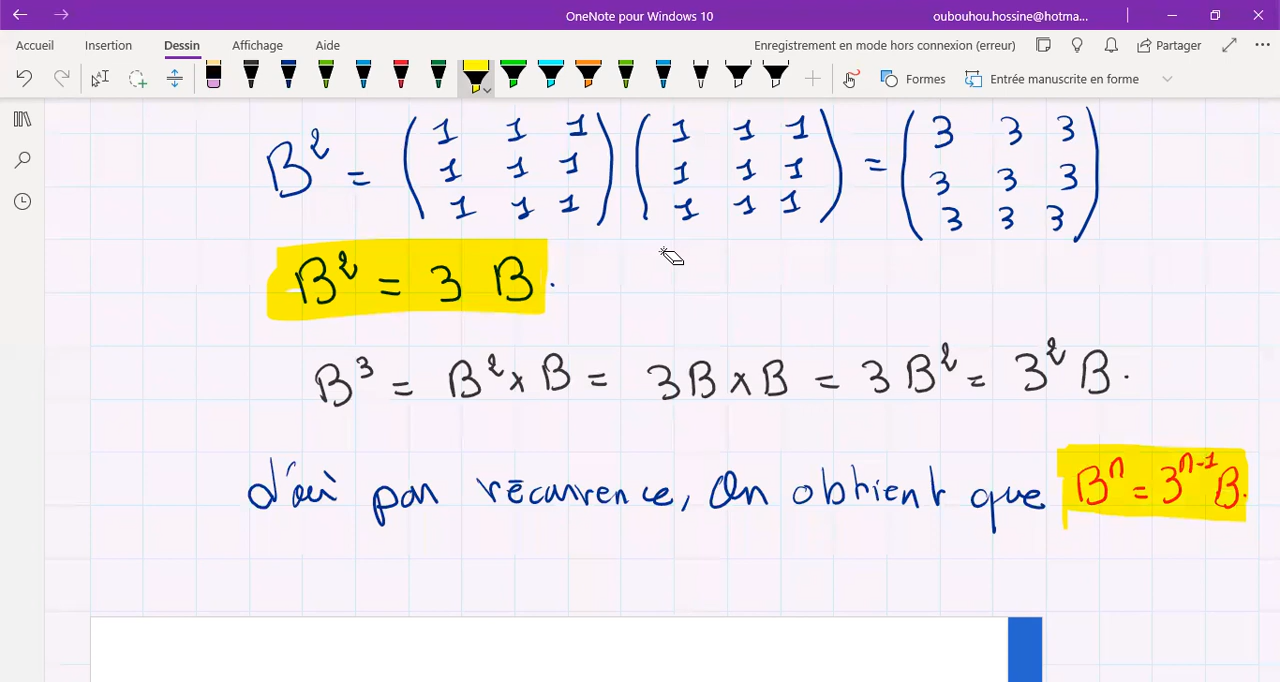 OneNote pour Windows 10
oubouhou.hossine@hotma...
Accueil Insertion Dessin Affichage Aide
Enregistrement en mode hors connexion (erreur)
Partager
Formes
Entrée manuscrite en forme
B² = (1 1 1 (1 1 1 = (3 3 3
1 1 1 1 1 1 3 3 3
1 1 1) 1 1 1) 3 3 3)
B² = 3 B.
B³ = B² × B = 3B × B = 3B² = 3² B.
d'où par récurrence, On obtient que Bⁿ = 3ⁿ⁻¹ B.